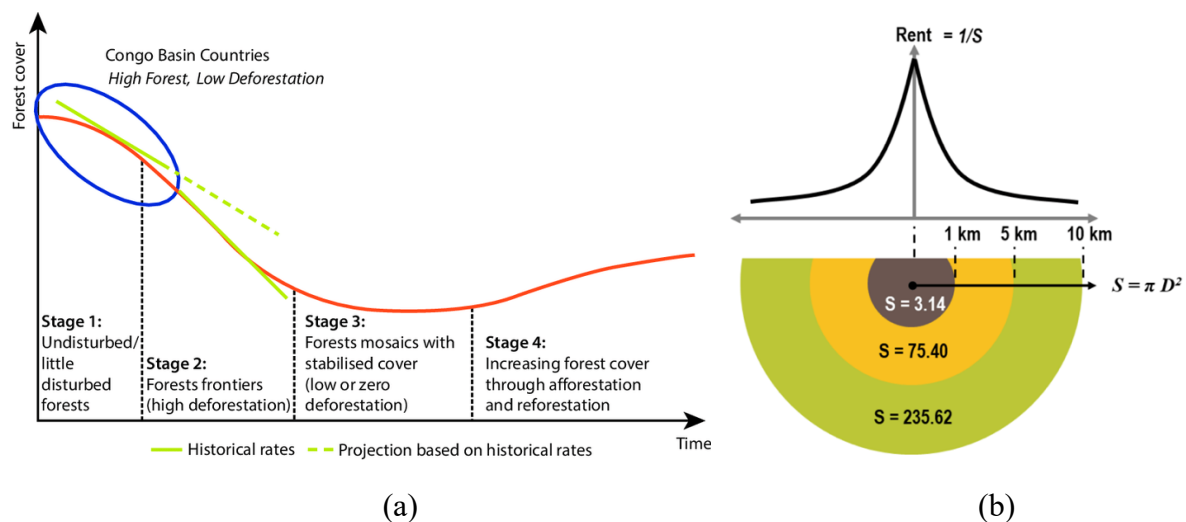 Forest cover
Congo Basin Countries
High Forest, Low Deforestation
Stage 1:
Undisturbed/
little
disturbed
forests
Stage 2:
Forests frontiers
(high deforestation)
Stage 3:
Forests mosaics with
stabilised cover
(low or zero
deforestation)
Stage 4:
Increasing forest cover
through afforestation
and reforestation
Time
Historical rates
Projection based on historical rates
(a)
Rent = 1/S
1 km 5 km 10 km
S = π D²
S = 3.14
S = 75.40
S = 235.62
(b)